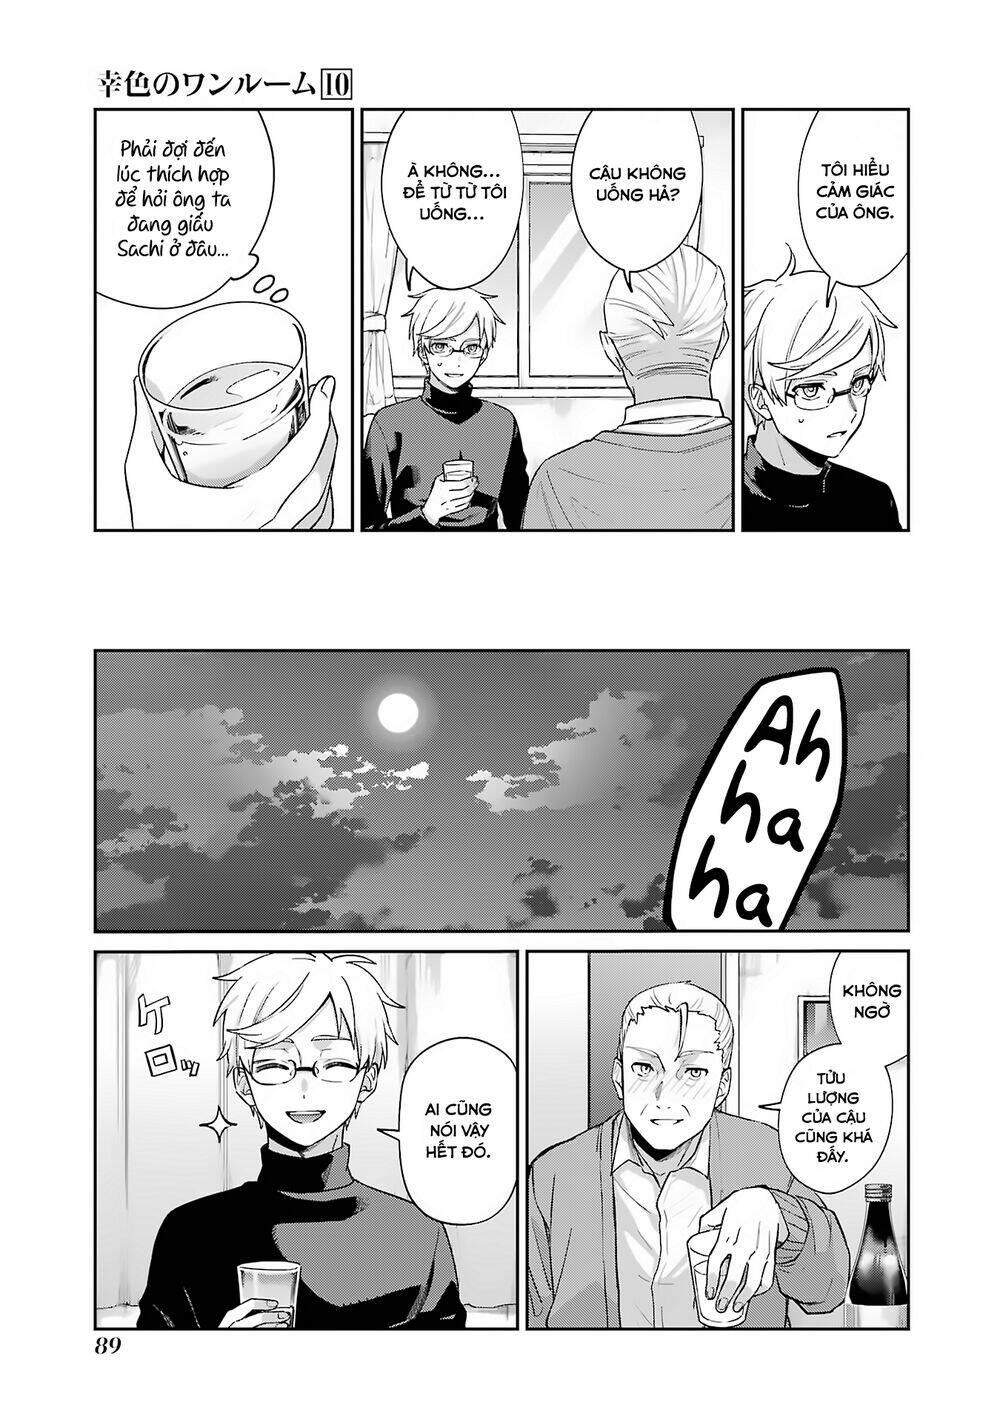 幸色のワンルーム10
TÔI HIỂU
CẢM GIÁC
CỦA ÔNG.
CẬU KHÔNG
UỐNG HẢ?
À KHÔNG...
ĐỂ TỪ TỪ TÔI
UỐNG...
Phải đợi đến
lúc thích hợp
để hỏi ông ta
đang giấu
Sachi ở đâu...
Ah
ha
ha
KHÔNG
NGỜ
TỬU
LƯỢNG
CỦA CẬU
CŨNG KHÁ
ĐẤY.
AI CŨNG
NÓI VẬY
HẾT ĐÓ.
ケロッ
89